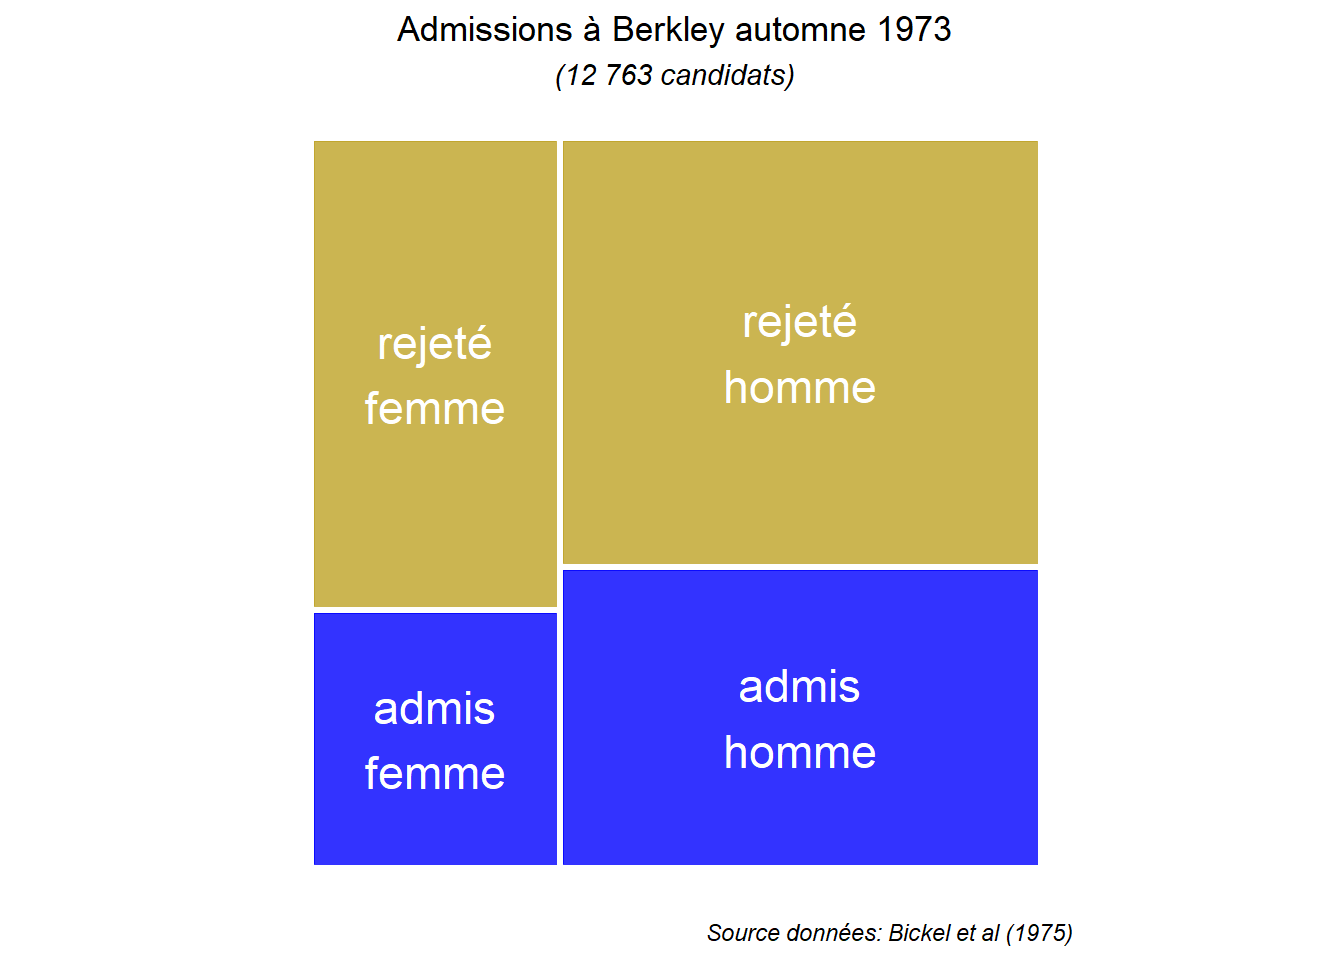 Admissions à Berkley automne 1973
(12 763 candidats)
rejeté
femme
rejeté
homme
admis
femme
admis
homme
Source données: Bickel et al (1975)